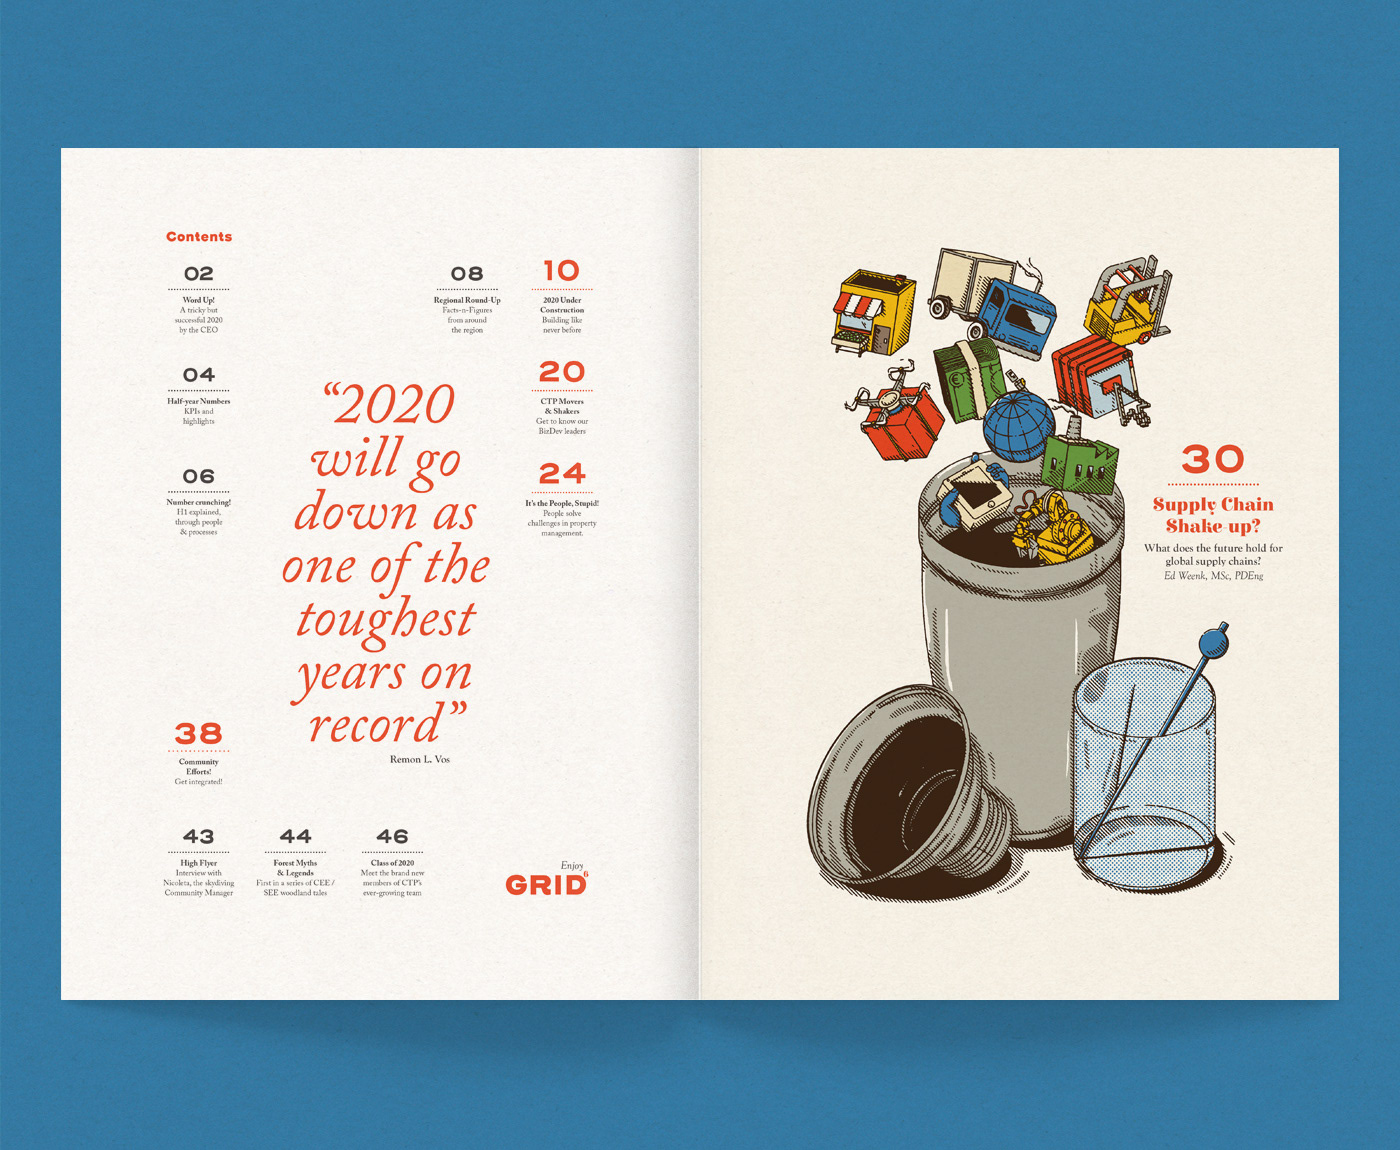 Contents
02
Word Up!
A tricky but
successful 2020
by the CEO
04
Half-year Numbers
KPIs and
highlights
06
Number crunching!
H1 explained,
through people
& processes
08
Regional Round-Up
Facts-n-Figures
from around
the region
10
2020 Under
Construction
Building like
never before
20
CTP Movers
& Shakers
Get to know our
BizDev leaders
24
It's the People, Stupid!
People solve
challenges in property
management.
“2020
will go
down as
one of the
toughest
years on
record”
Remon L. Vos
38
Community
Efforts!
Get integrated!
43
High Flyer
Interview with
Nicoleta, the skydiving
Community Manager
44
Forest Myths
& Legends
First in a series of CEE /
SEE woodland tales
46
Class of 2020
Meet the brand new
members of CTP's
ever-growing team
Enjoy
GRID6
30
Supply Chain
Shake-up?
What does the future hold for
global supply chains?
Ed Weenk, MSc, PDEng